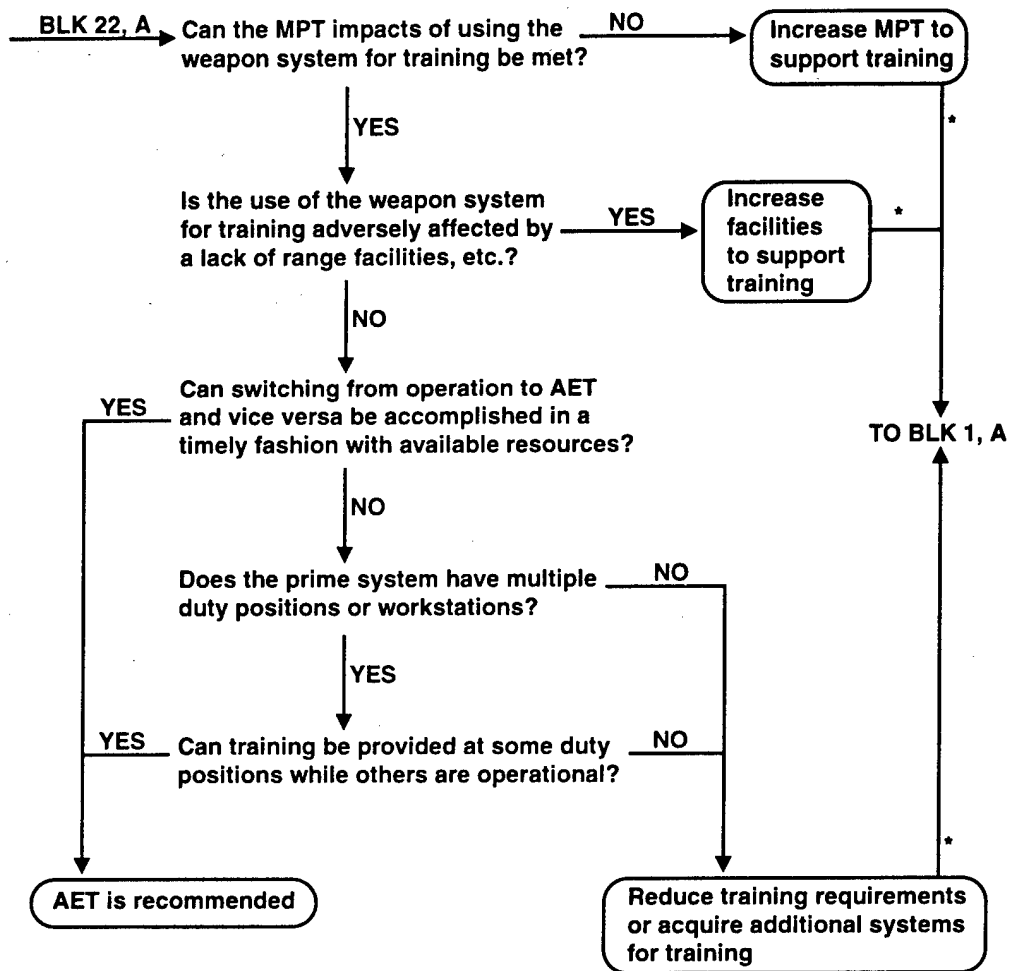 BLK 22, A
Can the MPT impacts of using the
weapon system for training be met?
NO
Increase MPT to
support training
*
YES
Is the use of the weapon system
for training adversely affected by
a lack of range facilities, etc.?
YES
Increase
facilities
to support
training
*
NO
Can switching from operation to AET
and vice versa be accomplished in a
timely fashion with available resources?
YES
TO BLK 1, A
NO
Does the prime system have multiple
duty positions or workstations?
NO
YES
Can training be provided at some duty
positions while others are operational?
YES
NO
*
AET is recommended
Reduce training requirements
or acquire additional systems
for training